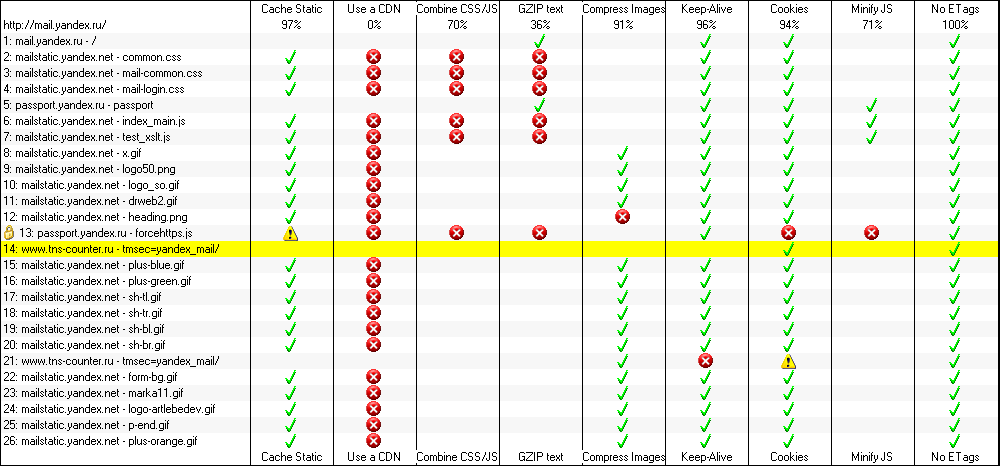 Cache Static Use a CDN Combine CSS/JS GZIP text Compress Images Keep-Alive Cookies Minify JS No ETags
http://mail.yandex.ru/ 97% 0% 70% 36% 91% 96% 94% 71% 100%
1: mail.yandex.ru - /
2: mailstatic.yandex.net - common.css
3: mailstatic.yandex.net - mail-common.css
4: mailstatic.yandex.net - mail-login.css
5: passport.yandex.ru - passport
6: mailstatic.yandex.net - index_main.js
7: mailstatic.yandex.net - test_xslt.js
8: mailstatic.yandex.net - x.gif
9: mailstatic.yandex.net - logo50.png
10: mailstatic.yandex.net - logo_so.gif
11: mailstatic.yandex.net - drweb2.gif
12: mailstatic.yandex.net - heading.png
13: passport.yandex.ru - forcehttps.js
14: www.tns-counter.ru - tmsec=yandex_mail/
15: mailstatic.yandex.net - plus-blue.gif
16: mailstatic.yandex.net - plus-green.gif
17: mailstatic.yandex.net - sh-tl.gif
18: mailstatic.yandex.net - sh-tr.gif
19: mailstatic.yandex.net - sh-bl.gif
20: mailstatic.yandex.net - sh-br.gif
21: www.tns-counter.ru - tmsec=yandex_mail/
22: mailstatic.yandex.net - form-bg.gif
23: mailstatic.yandex.net - marka11.gif
24: mailstatic.yandex.net - logo-artlebedev.gif
25: mailstatic.yandex.net - p-end.gif
26: mailstatic.yandex.net - plus-orange.gif
Cache Static Use a CDN Combine CSS/JS GZIP text Compress Images Keep-Alive Cookies Minify JS No ETags